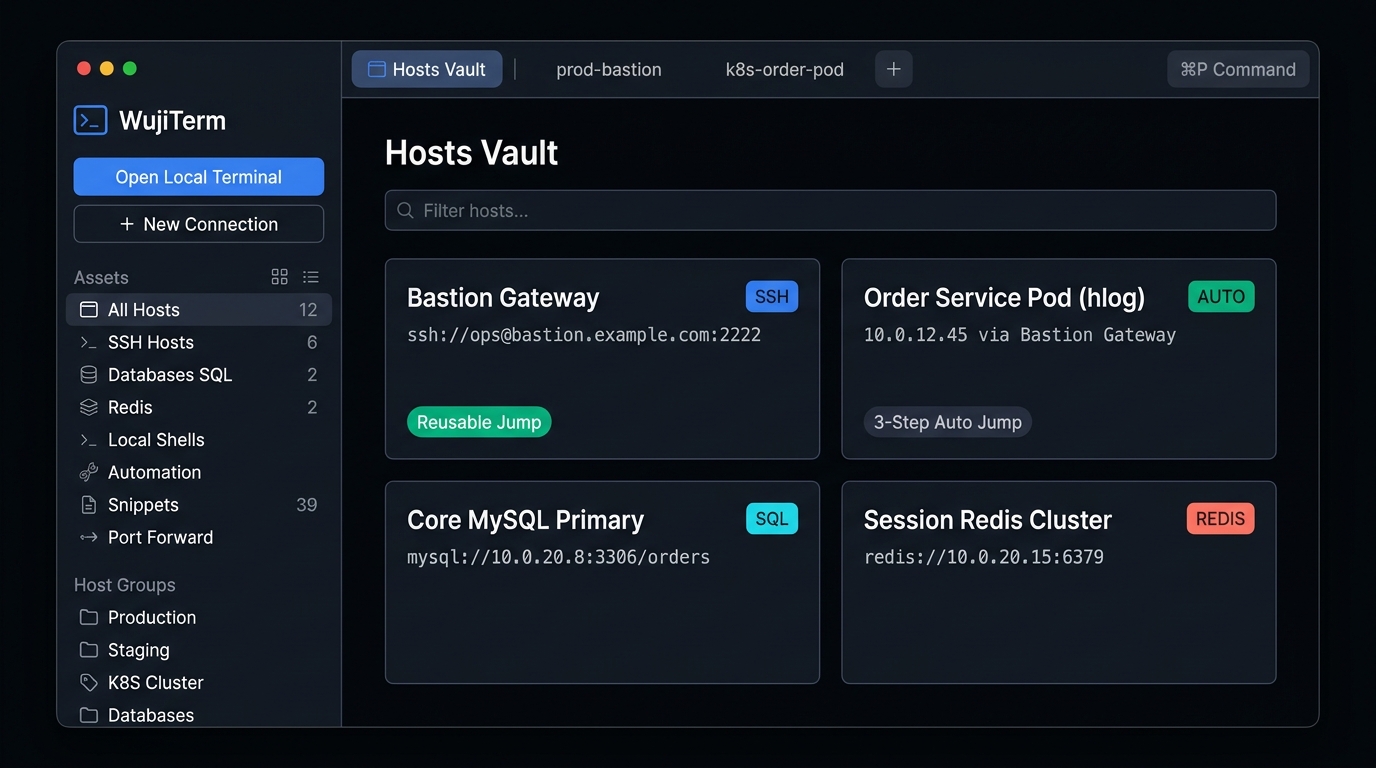 WujiTerm
Open Local Terminal
+ New Connection
Assets
All Hosts 12
SSH Hosts 6
Databases SQL 2
Redis 2
Local Shells
Automation
Snippets 39
Port Forward
Host Groups
Production
Staging
K8S Cluster
Databases
Hosts Vault
prod-bastion
k8s-order-pod
+
⌘P Command
Hosts Vault
Filter hosts...
Bastion Gateway SSH
ssh://ops@bastion.example.com:2222
Reusable Jump
Order Service Pod (hlog) AUTO
10.0.12.45 via Bastion Gateway
3-Step Auto Jump
Core MySQL Primary SQL
mysql://10.0.20.8:3306/orders
Session Redis Cluster REDIS
redis://10.0.20.15:6379